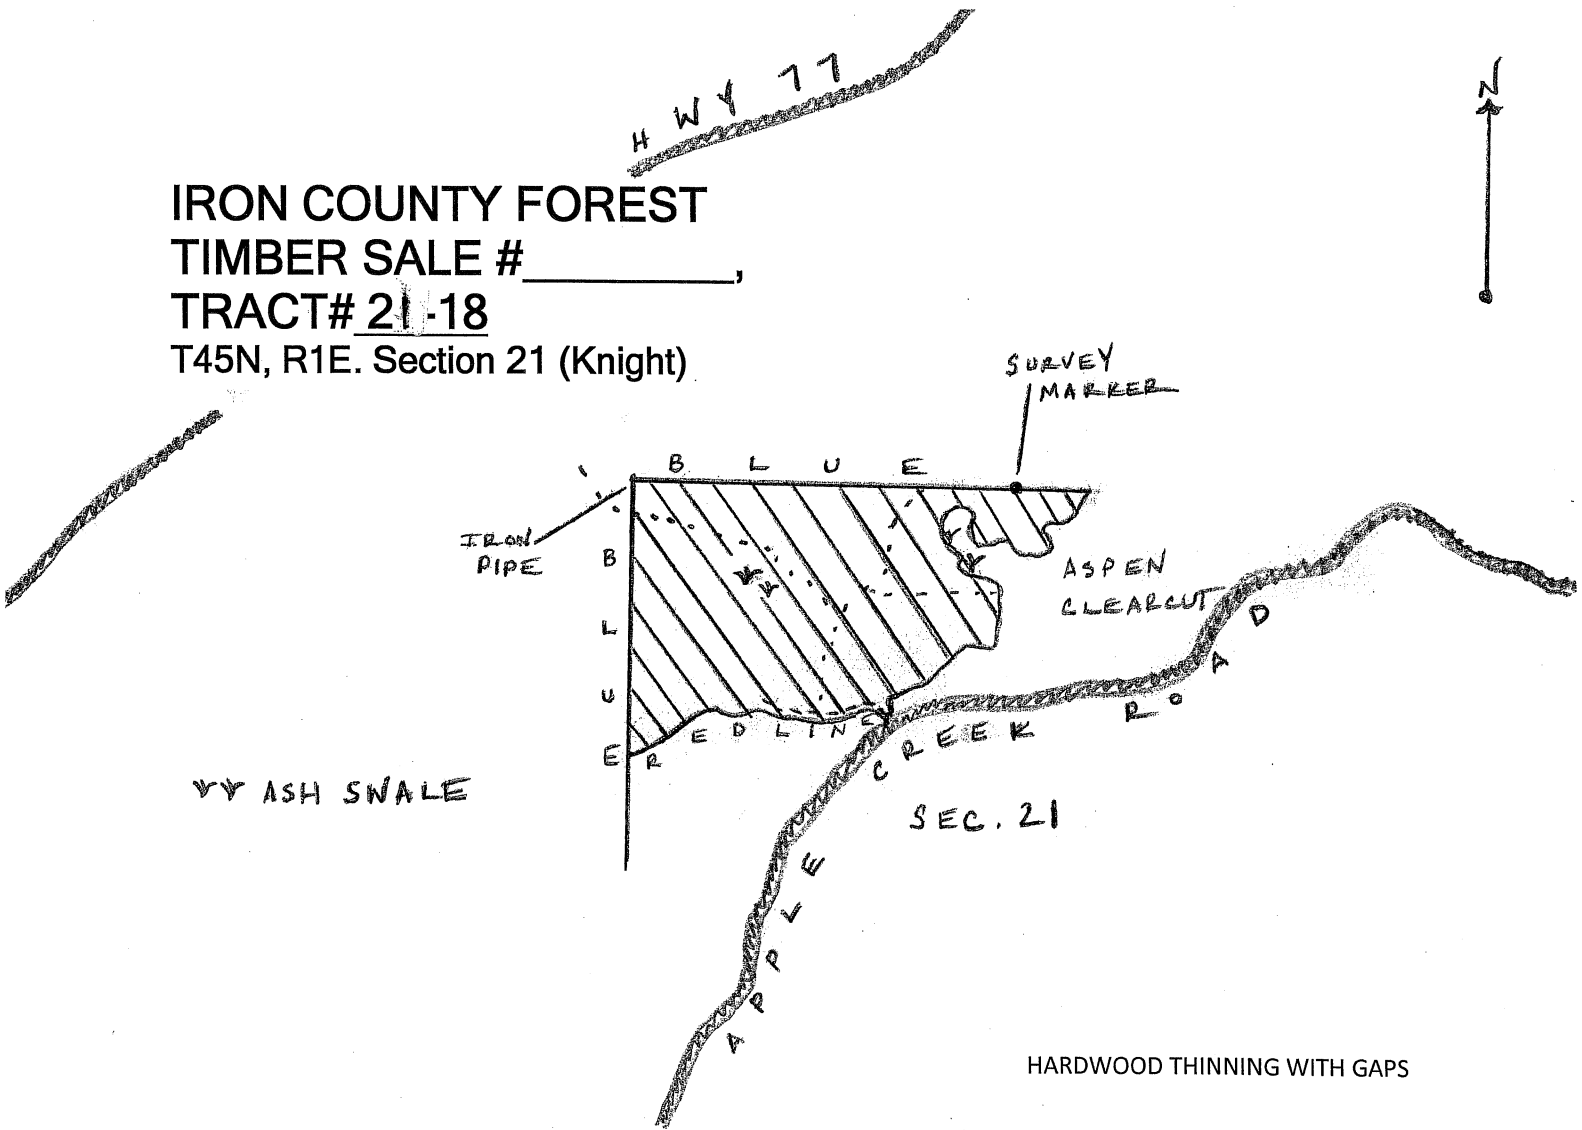 HWY 77
N
IRON COUNTY FOREST
TIMBER SALE #__________,
TRACT# 21-18
T45N, R1E. Section 21 (Knight)
SURVEY
MARKER
BLUE
IRON
PIPE
BLUE
ASPEN
CLEARCUT
RED LINE
ASH SWALE
APPLE CREEK ROAD
SEC. 21
HARDWOOD THINNING WITH GAPS